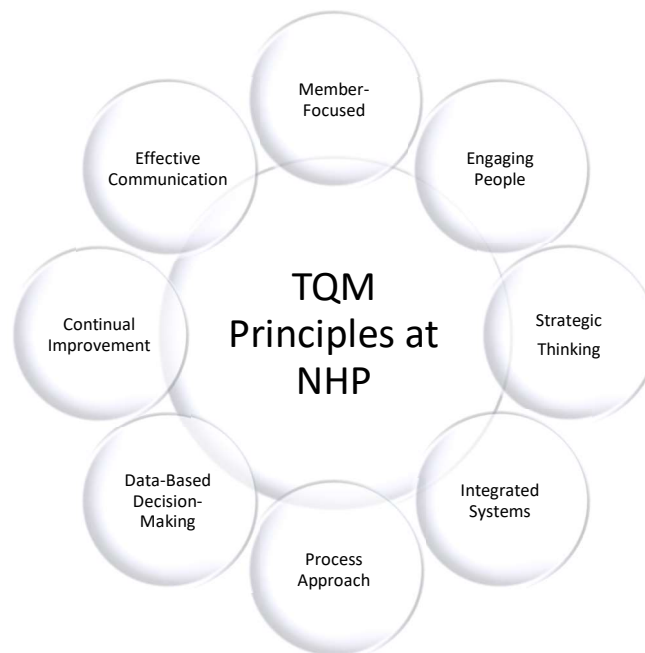 Member-
Focused
Engaging
People
Strategic
Thinking
Integrated
Systems
Process
Approach
Data-Based
Decision-
Making
Continual
Improvement
Effective
Communication
TQM
Principles at
NHP